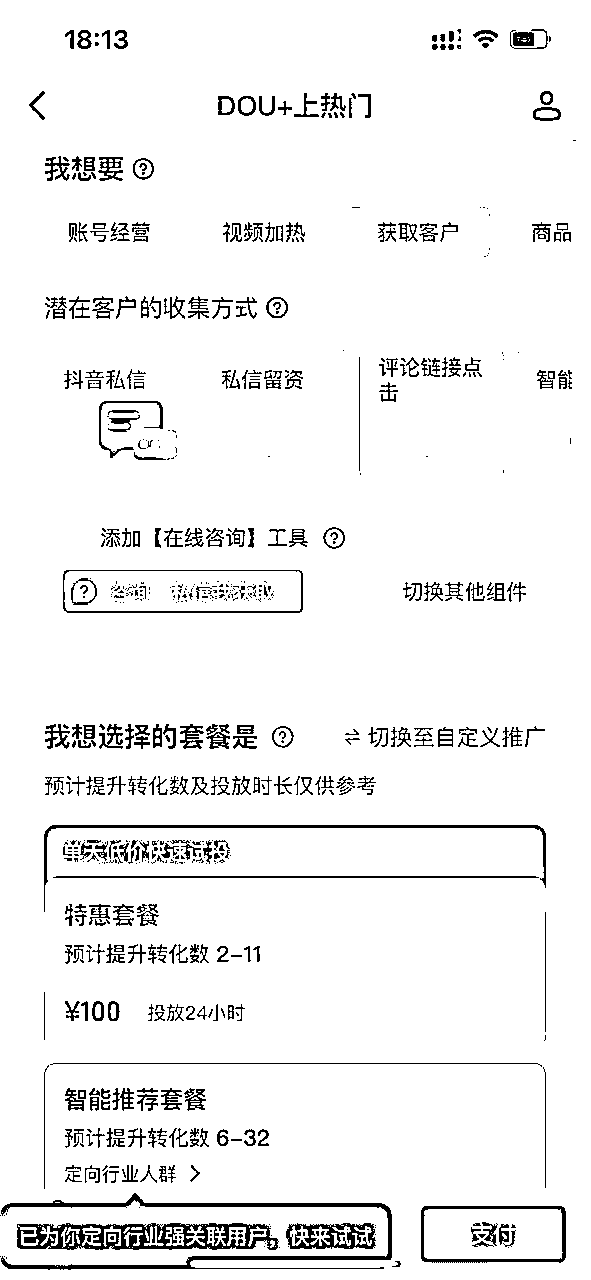 18:13
DOU+上热门
我想要
账号经营 视频加热 获取客户 商品
潜在客户的收集方式
抖音私信 私信留资 评论链接点击 智能
添加【在线咨询】工具
咨询 私信我获取 切换其他组件
我想选择的套餐是 切换至自定义推广
预计提升转化数及投放时长仅供参考
单天低价快速试投
特惠套餐
预计提升转化数 2-11
¥100 投放24小时
智能推荐套餐
预计提升转化数 6-32
定向行业人群
已为你定向行业强关联用户，快来试试 支付